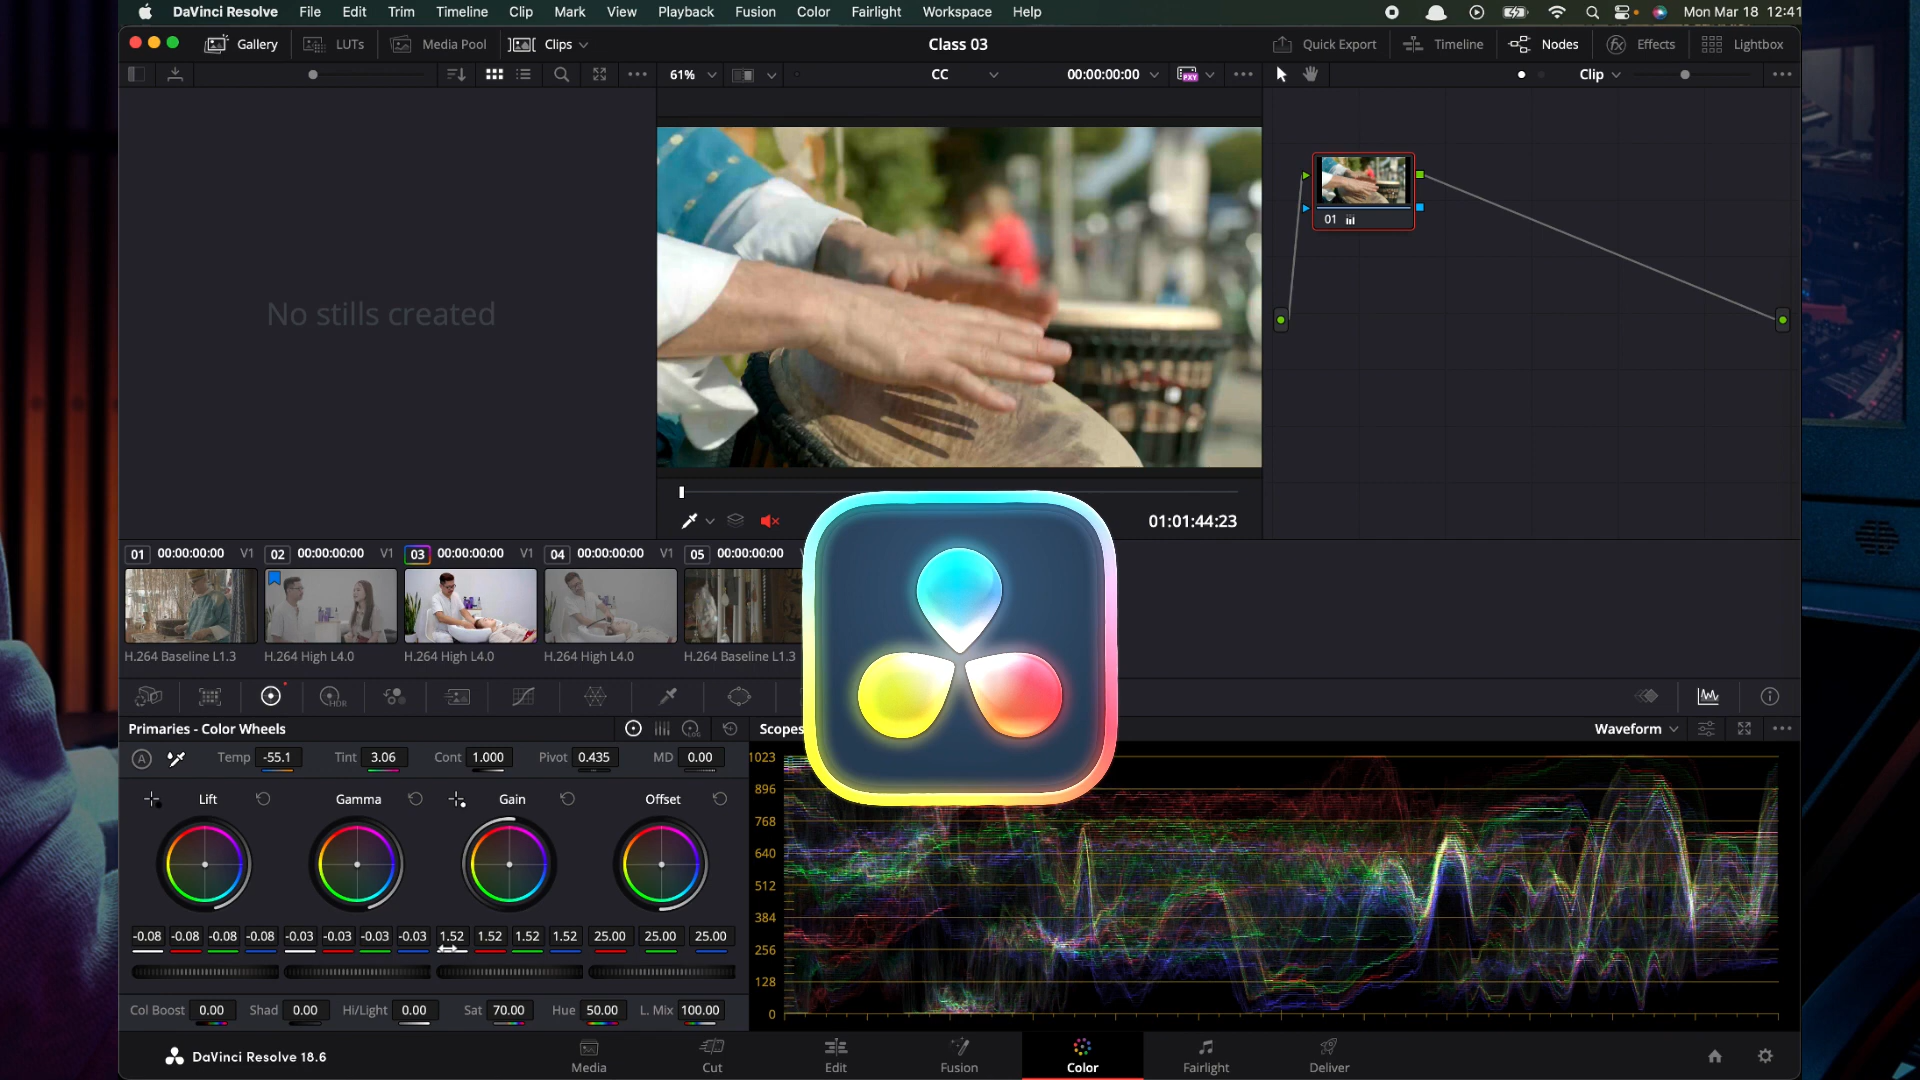 DaVinci Resolve File Edit Trim Timeline Clip Mark View Playback Fusion Color Fairlight Workspace Help Mon Mar 18 12:41
Gallery LUTs Media Pool Clips Class 03 Quick Export Timeline Nodes Effects Lightbox
61% CC 00:00:00:00 PXY Clip
No stills created
01
01:01:44:23
01 00:00:00:00 V1 02 00:00:00:00 V1 03 00:00:00:00 V1 04 00:00:00:00 V1 05 00:00:00:00
H.264 Baseline L1.3 H.264 High L4.0 H.264 High L4.0 H.264 High L4.0 H.264 Baseline L1.3
HDR
Primaries - Color Wheels LOG Scopes Waveform
A Temp -55.1 Tint 3.06 Cont 1.000 Pivot 0.435 MD 0.00
Lift Gamma Gain Offset
-0.08 -0.08 -0.08 -0.08 -0.03 -0.03 -0.03 -0.03 1.52 1.52 1.52 1.52 25.00 25.00 25.00
Col Boost 0.00 Shad 0.00 Hi/Light 0.00 Sat 70.00 Hue 50.00 L. Mix 100.00
1023
896
768
640
512
384
256
128
0
DaVinci Resolve 18.6 Media Cut Edit Fusion Color Fairlight Deliver